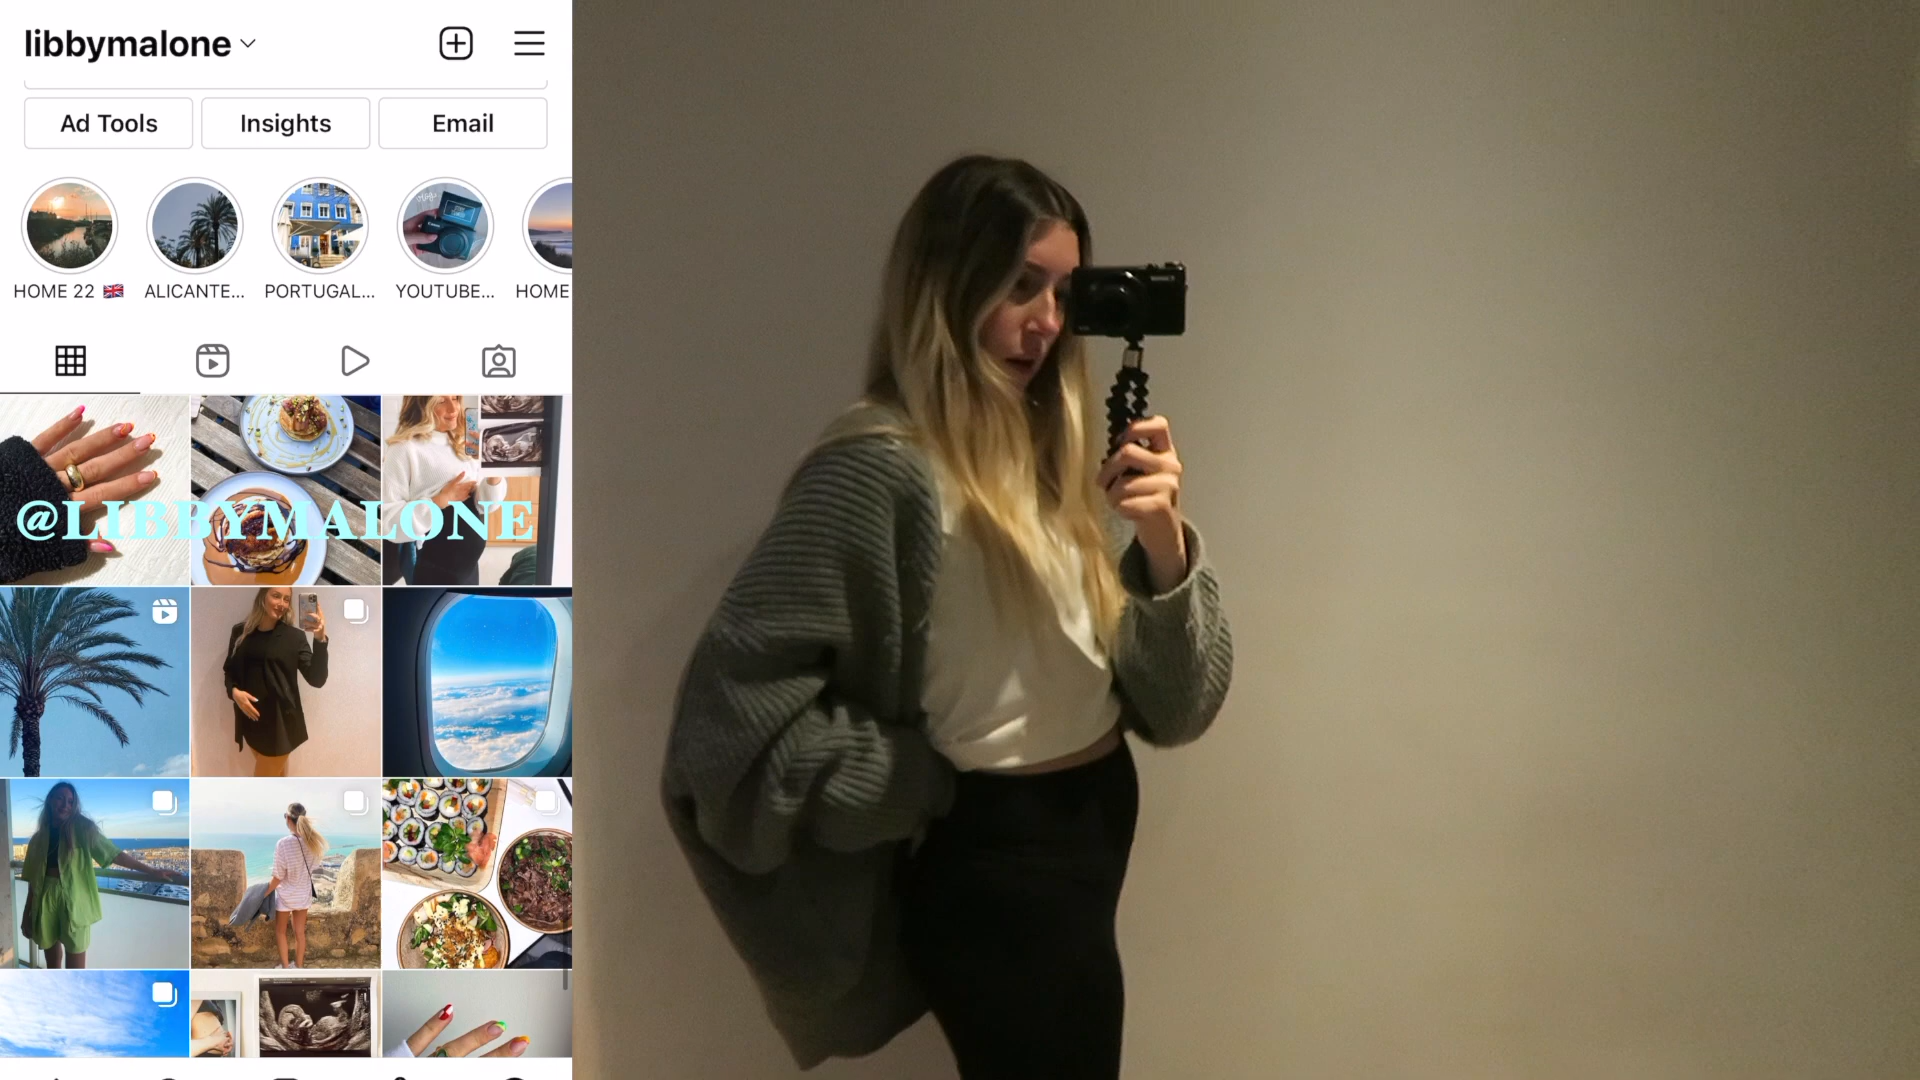 libbymalone
Ad Tools
Insights
Email
HOME 22 🇬🇧
ALICANTE...
PORTUGAL...
YOUTUBE...
HOME
@LIBBYMALONE